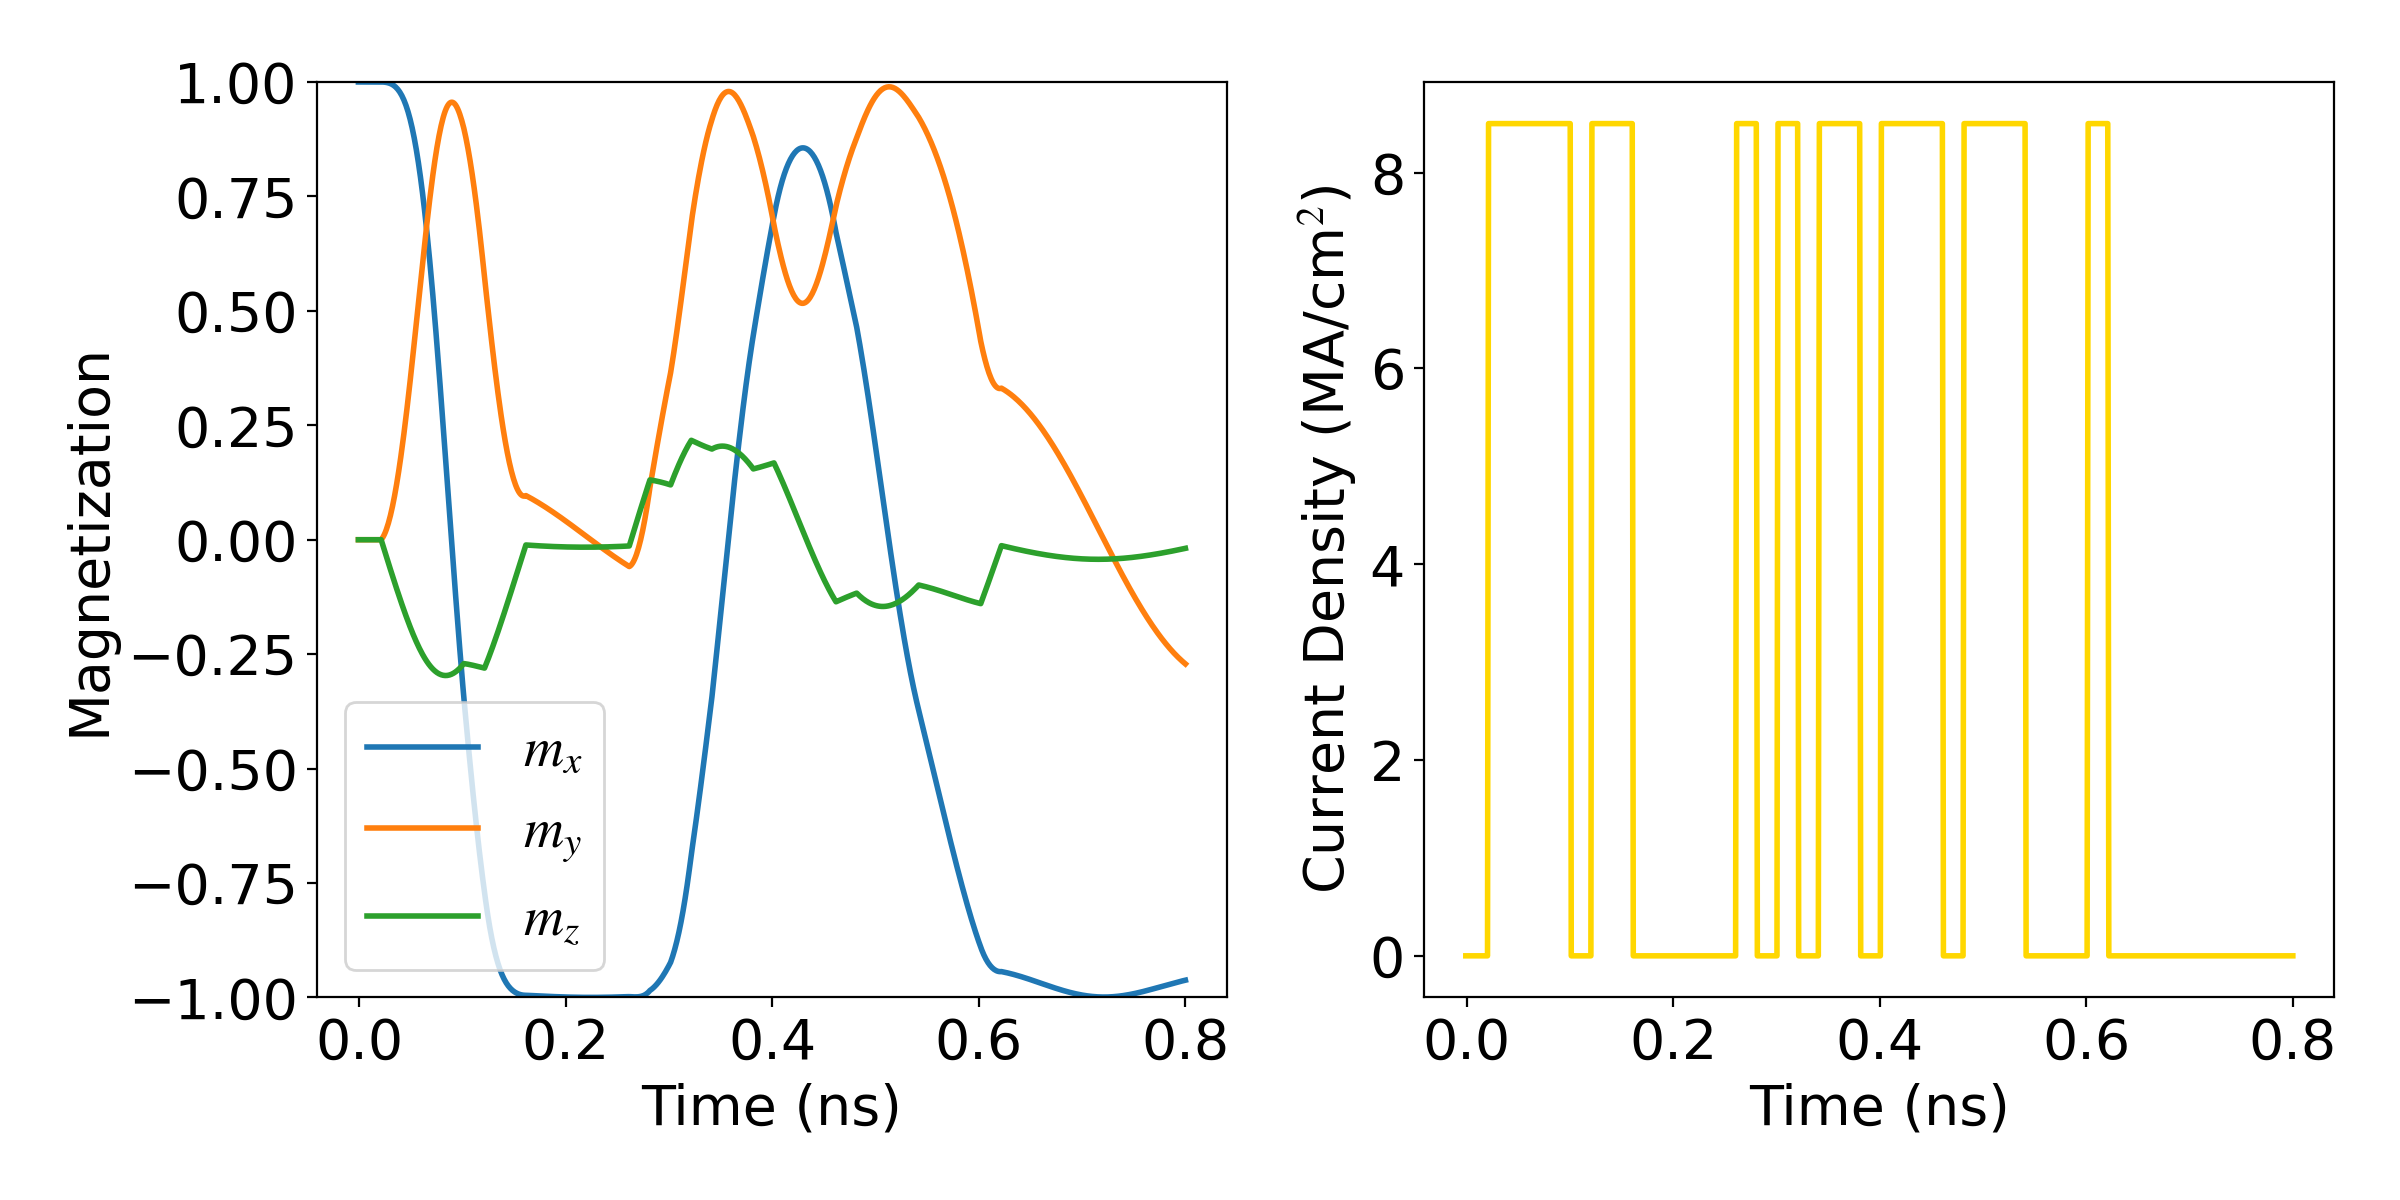 1.00
0.75
0.50
0.25
0.00
−0.25
−0.50
−0.75
−1.00
Magnetization
m_x
m_y
m_z
0.0 0.2 0.4 0.6 0.8
Time (ns)
8
6
4
2
0
Current Density (MA/cm²)
0.0 0.2 0.4 0.6 0.8
Time (ns)